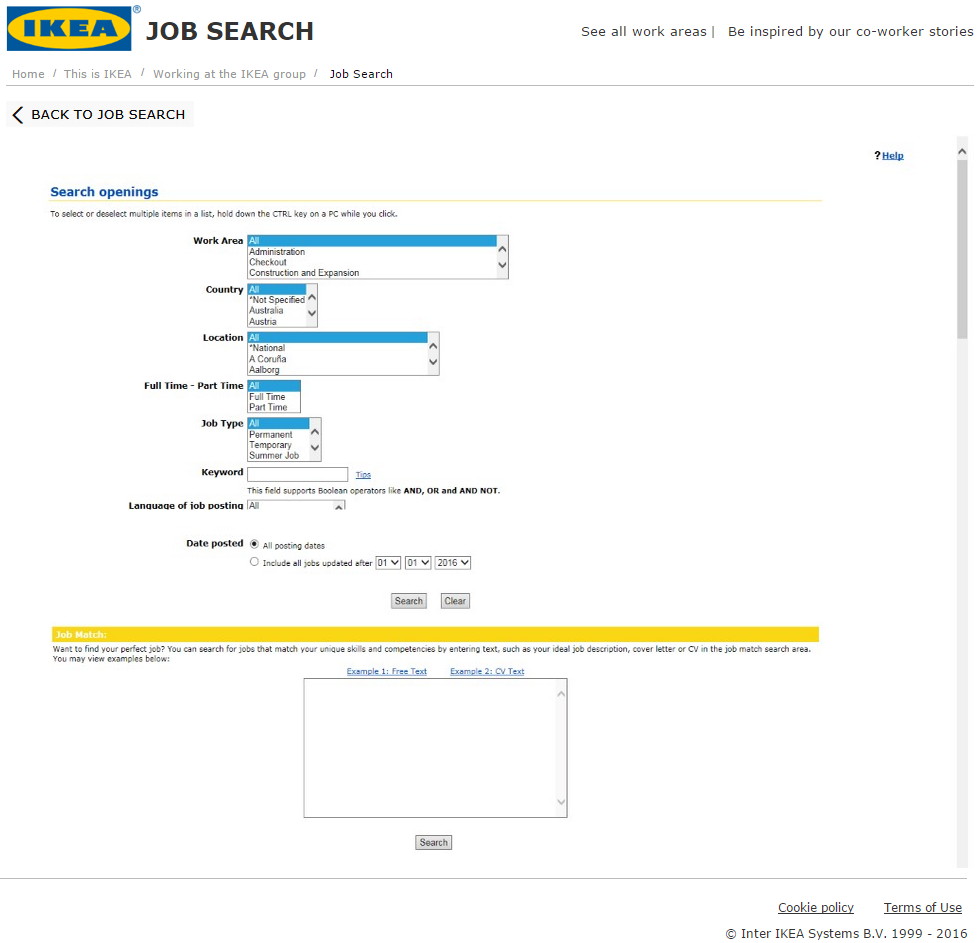 IKEA ® JOB SEARCH See all work areas | Be inspired by our co-worker stories
Home / This is IKEA / Working at the IKEA group / Job Search
BACK TO JOB SEARCH
? Help
Search openings
To select or deselect multiple items in a list, hold down the CTRL key on a PC while you click.
Work Area All
Administration
Checkout
Construction and Expansion
Country All
*Not Specified
Australia
Austria
Location All
*National
A Coruña
Aalborg
Full Time - Part Time All
Full Time
Part Time
Job Type All
Permanent
Temporary
Summer Job
Keyword Tips
This field supports Boolean operators like AND, OR and AND NOT.
Language of job posting All
Date posted All posting dates
Include all jobs updated after 01 01 2016
Search Clear
Job Match:
Want to find your perfect job? You can search for jobs that match your unique skills and competencies by entering text, such as your ideal job description, cover letter or CV in the job match search area.
You may view examples below:
Example 1: Free Text Example 2: CV Text
Search
Cookie policy Terms of Use
© Inter IKEA Systems B.V. 1999 - 2016